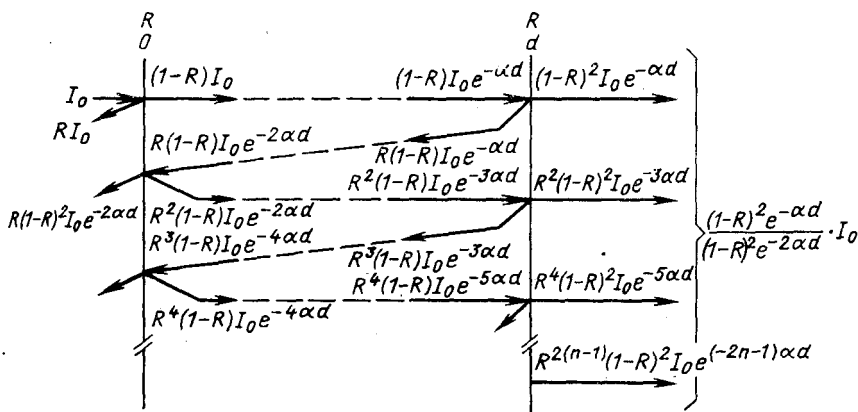 R R
0 d
(1-R)I₀ (1-R)I₀e^{-αd} (1-R)²I₀e^{-αd}
I₀
RI₀
R(1-R)I₀e^{-2αd} R(1-R)I₀e^{-αd}
R²(1-R)I₀e^{-3αd} R²(1-R)²I₀e^{-3αd}
R(1-R)²I₀e^{-2αd} R²(1-R)I₀e^{-2αd}
(1-R)²e^{-αd}
(1-R)²e^{-2αd} · I₀
R³(1-R)I₀e^{-4αd} R³(1-R)I₀e^{-3αd}
R⁴(1-R)I₀e^{-5αd} R⁴(1-R)²I₀e^{-5αd}
R⁴(1-R)I₀e^{-4αd}
R^{2(n-1)}(1-R)²I₀e^{(-2n-1)αd}